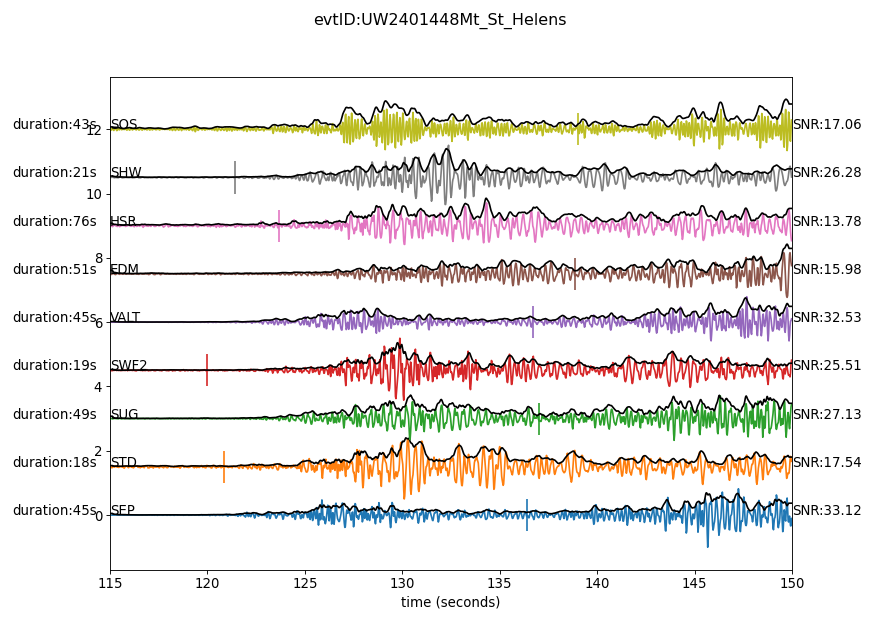 evtID:UW2401448Mt_St_Helens
duration:43s SOS SNR:17.06
12
duration:21s SHW SNR:26.28
10
duration:76s HSR SNR:13.78
8
duration:51s EDM SNR:15.98
duration:45s VALT SNR:32.53
6
duration:19s SWF2 SNR:25.51
4
duration:49s SUG SNR:27.13
2
duration:18s STD SNR:17.54
duration:45s SEP SNR:33.12
0
115 120 125 130 135 140 145 150
time (seconds)